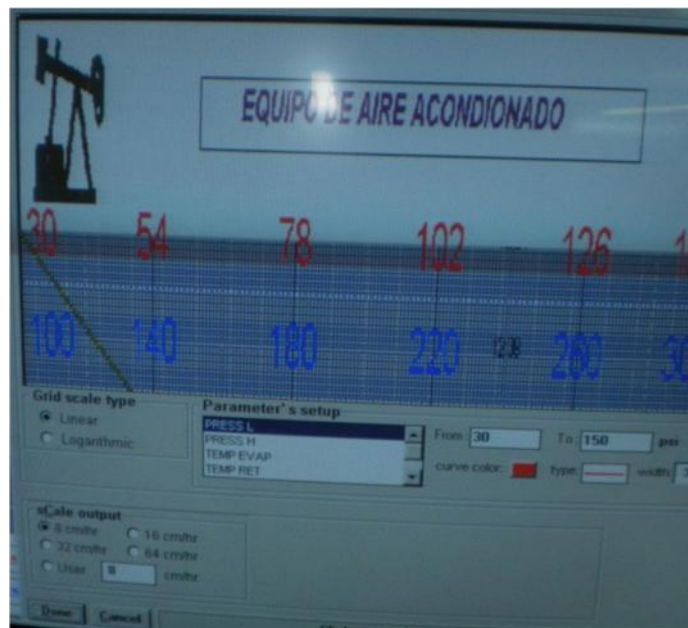 EQUIPO DE AIRE ACONDIONADO
30 54 78 102 126
100 140 180 220 260
Grid scale type
Linear
Logarithmic
Parameter's setup
PRESS L
PRESS H
TEMP EVAP
TEMP RET
From 30 To 150 psi
curve color: type: width: 3
sCale output
8 cm/hr 16 cm/hr
32 cm/hr 64 cm/hr
User 8 cm/hr
Done Cancel